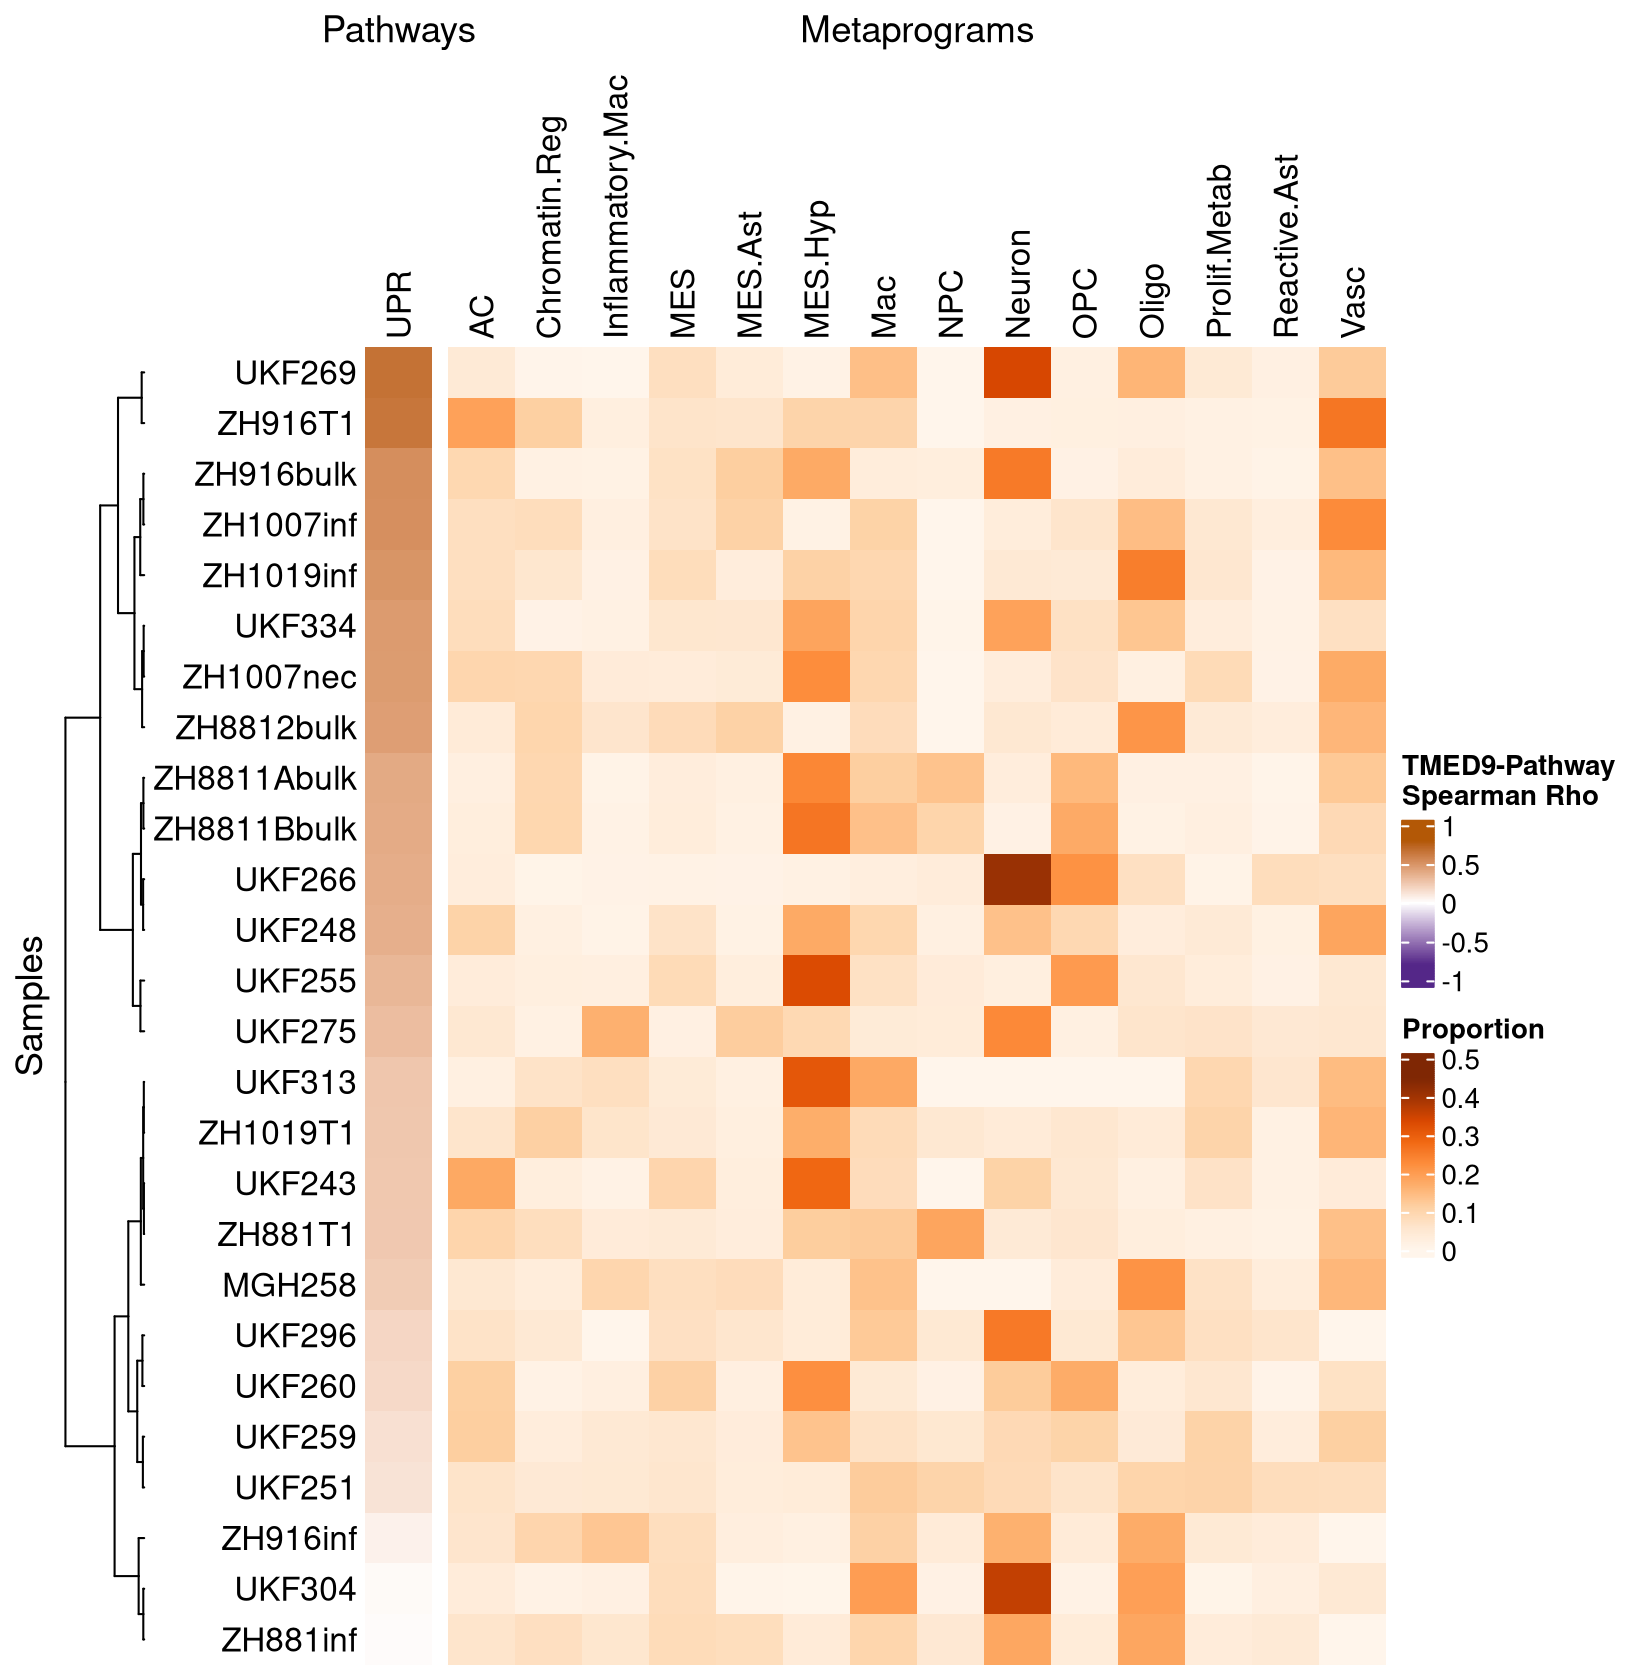 Pathways
Metaprograms
UPR
AC
Chromatin.Reg
Inflammatory.Mac
MES
MES.Ast
MES.Hyp
Mac
NPC
Neuron
OPC
Oligo
Prolif.Metab
Reactive.Ast
Vasc
Samples
UKF269
ZH916T1
ZH916bulk
ZH1007inf
ZH1019inf
UKF334
ZH1007nec
ZH8812bulk
ZH8811Abulk
ZH8811Bbulk
UKF266
UKF248
UKF255
UKF275
UKF313
ZH1019T1
UKF243
ZH881T1
MGH258
UKF296
UKF260
UKF259
UKF251
ZH916inf
UKF304
ZH881inf
TMED9-Pathway
Spearman Rho
1
0.5
0
-0.5
-1
Proportion
0.5
0.4
0.3
0.2
0.1
0